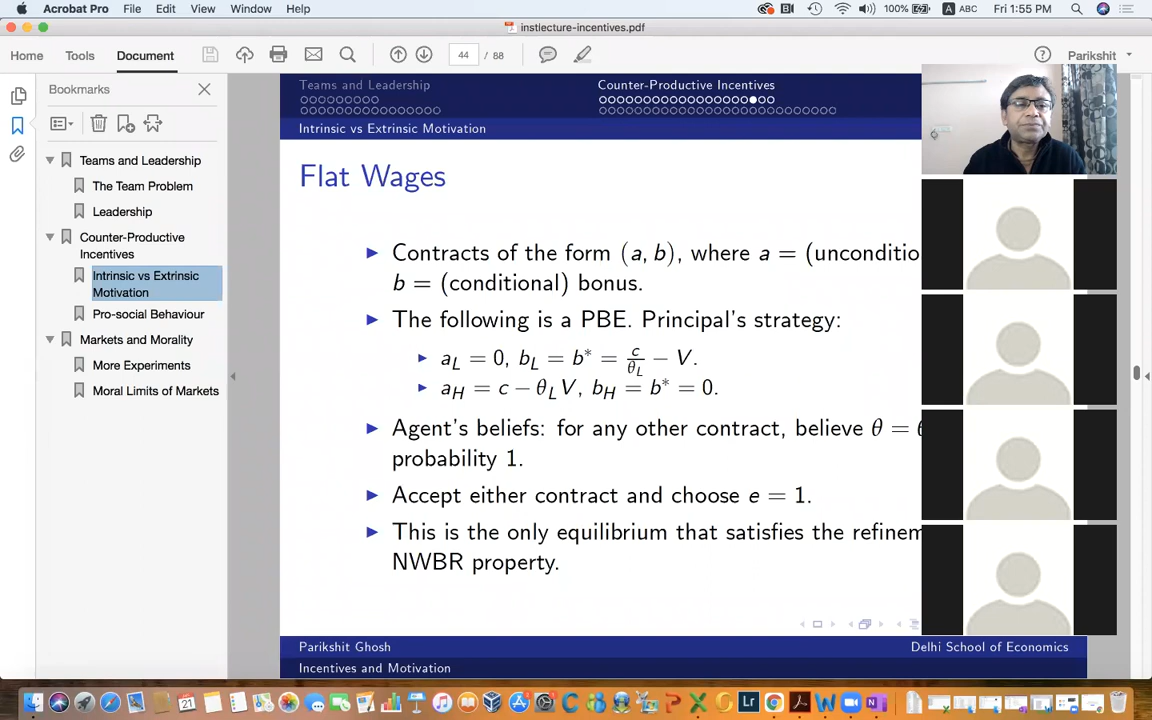 Acrobat Pro File Edit View Window Help 100% ABC Fri 1:55 PM
instlecture-incentives.pdf
Home Tools Document 44 / 88 Parikshit
Bookmarks
Teams and Leadership
The Team Problem
Leadership
Counter-Productive
Incentives
Intrinsic vs Extrinsic
Motivation
Pro-social Behaviour
Markets and Morality
More Experiments
Moral Limits of Markets
Teams and Leadership Counter-Productive Incentives
Intrinsic vs Extrinsic Motivation
Flat Wages
Contracts of the form (a, b), where a = (unconditio
b = (conditional) bonus.
The following is a PBE. Principal's strategy:
a_L = 0, b_L = b* = c/θ_L − V.
a_H = c − θ_L V, b_H = b* = 0.
Agent's beliefs: for any other contract, believe θ =
probability 1.
Accept either contract and choose e = 1.
This is the only equilibrium that satisfies the refinem
NWBR property.
Parikshit Ghosh Delhi School of Economics
Incentives and Motivation